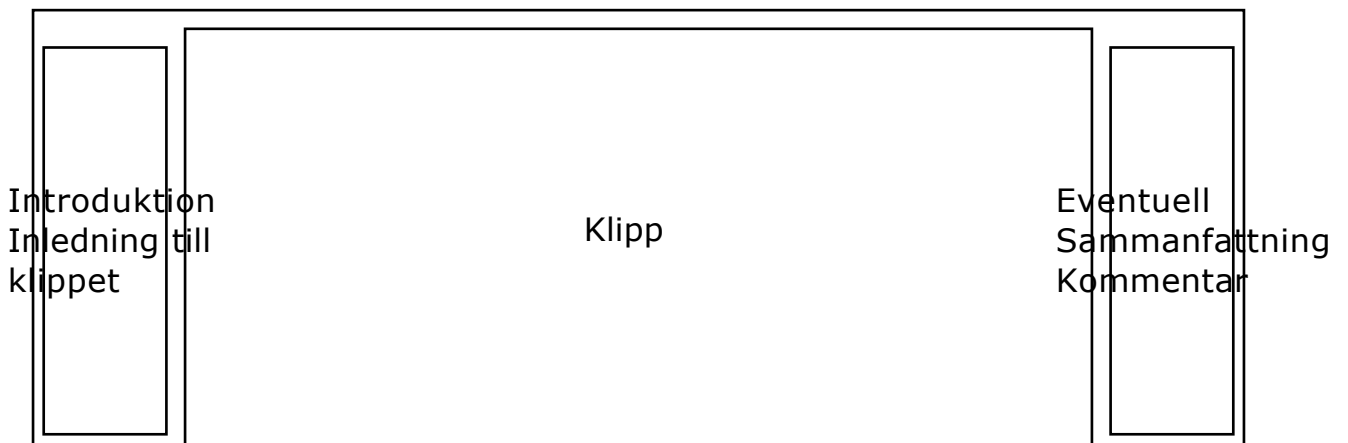 Introduktion
Inledning till
klippet
Klipp
Eventuell
Sammanfattning
Kommentar